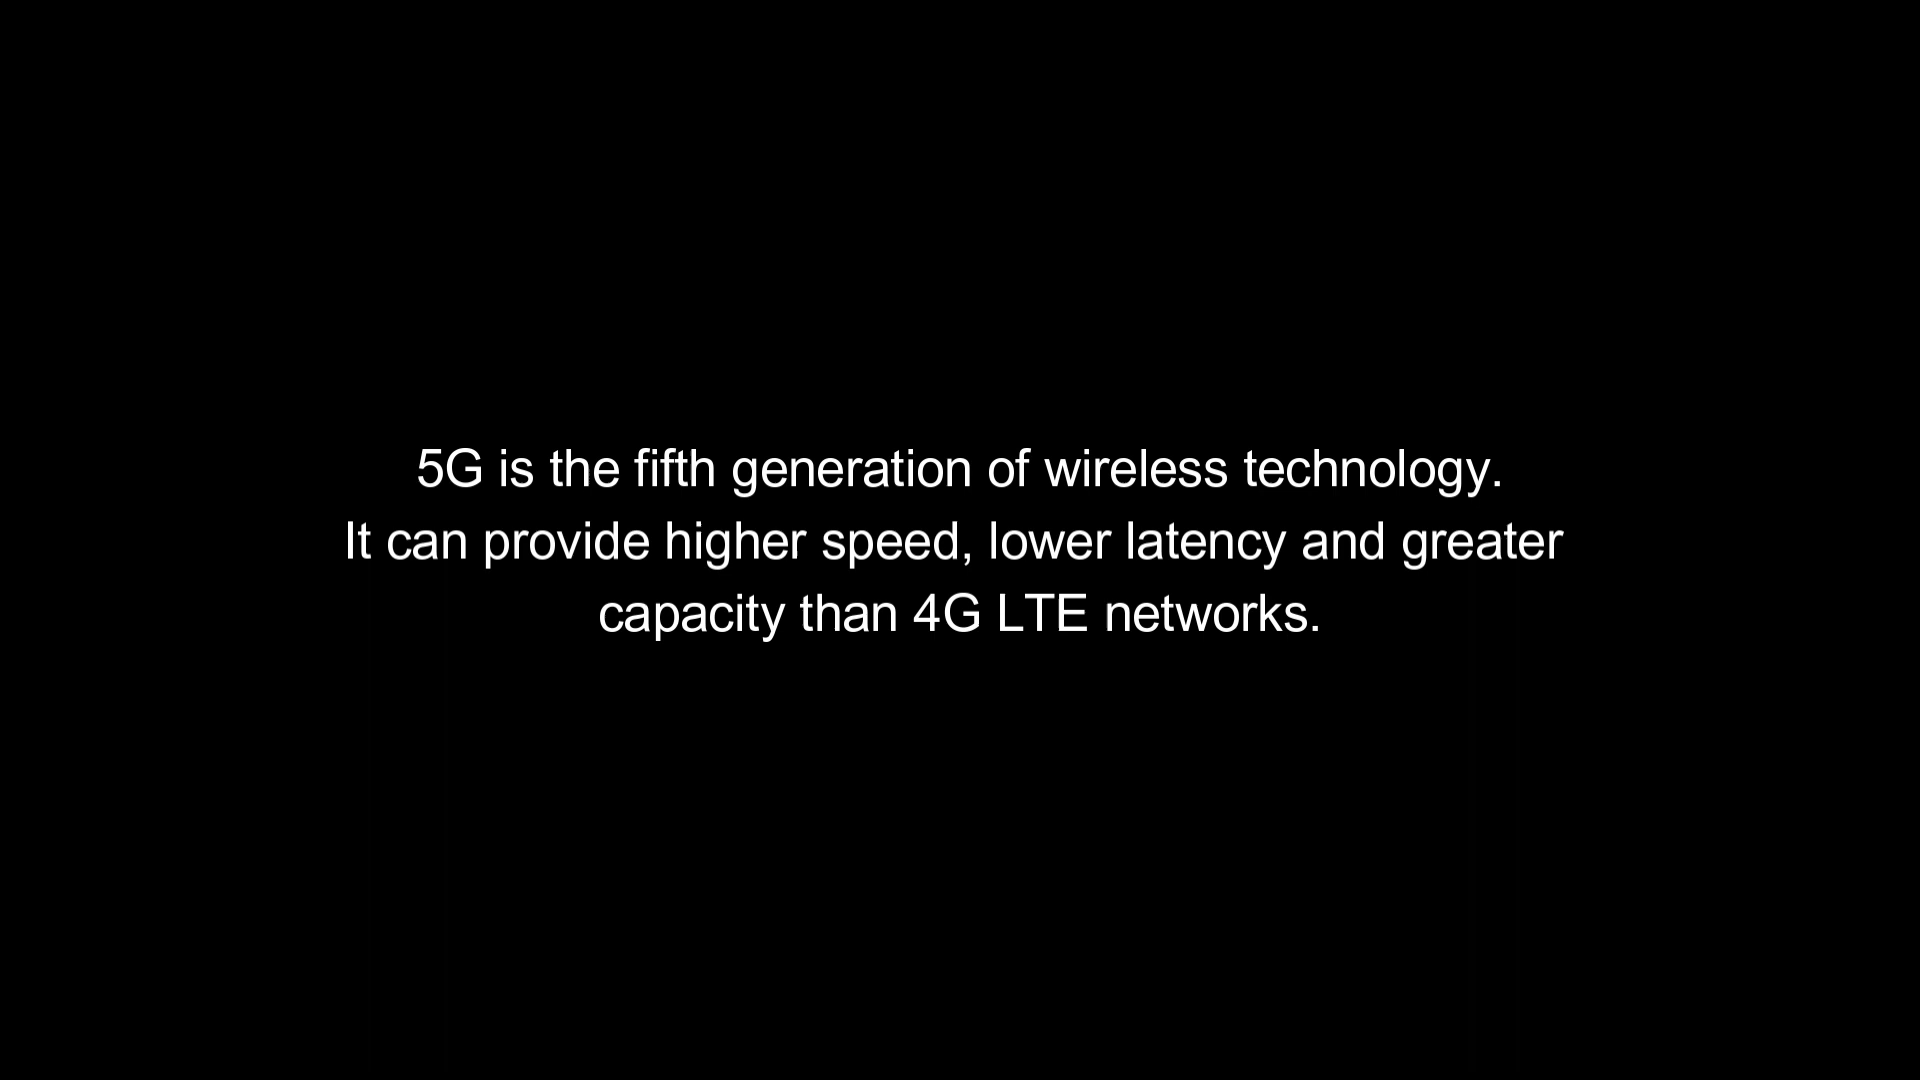 5G is the fifth generation of wireless technology.
It can provide higher speed, lower latency and greater
capacity than 4G LTE networks.